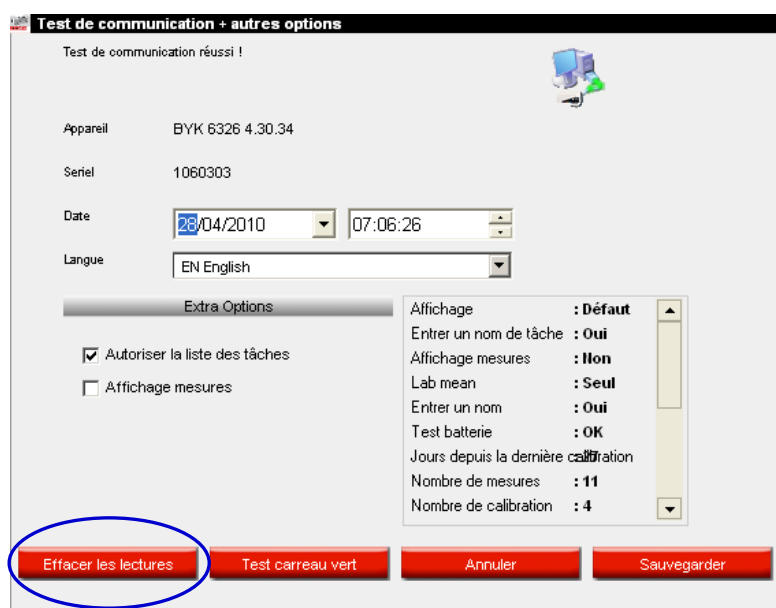 Test de communication + autres options
Test de communication réussi !
Appareil BYK 6326 4.30.34
Seriel 1060303
Date 28/04/2010 07:06:26
Langue EN English
Extra Options
Autoriser la liste des tâches
Affichage mesures
Affichage : Défaut
Entrer un nom de tâche : Oui
Affichage mesures : Non
Lab mean : Seul
Entrer un nom : Oui
Test batterie : OK
Jours depuis la dernière calibration
Nombre de mesures : 11
Nombre de calibration : 4
Effacer les lectures Test carreau vert Annuler Sauvegarder